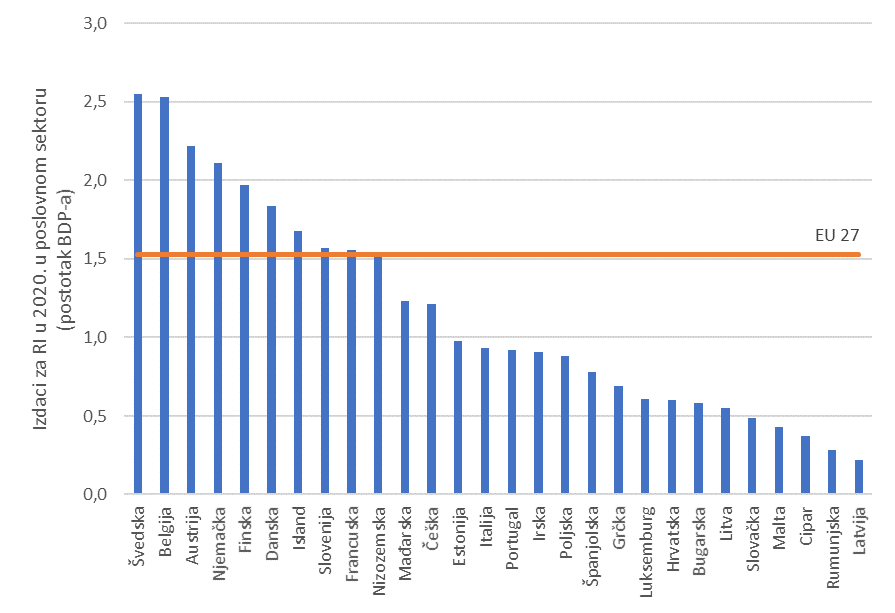 Izdaci za RI u 2020. u poslovnom sektoru
(postotak BDP-a)
3,0
2,5
2,0
1,5
1,0
0,5
0,0
EU 27
Švedska
Belgija
Austrija
Njemačka
Finska
Danska
Island
Slovenija
Francuska
Nizozemska
Mađarska
Češka
Estonija
Italija
Portugal
Irska
Poljska
Španjolska
Grčka
Luksemburg
Hrvatska
Bugarska
Litva
Slovačka
Malta
Cipar
Rumunjska
Latvija